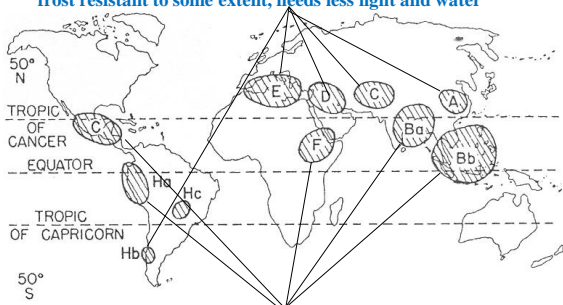 frost resistant to some extent, needs less light and water
50°
N
E
D
C
A
TROPIC
OF
CANCER
C
Ba
F
Bb
EQUATOR
Ha
Hc
TROPIC
OF CAPRICORN
Hb
50°
S